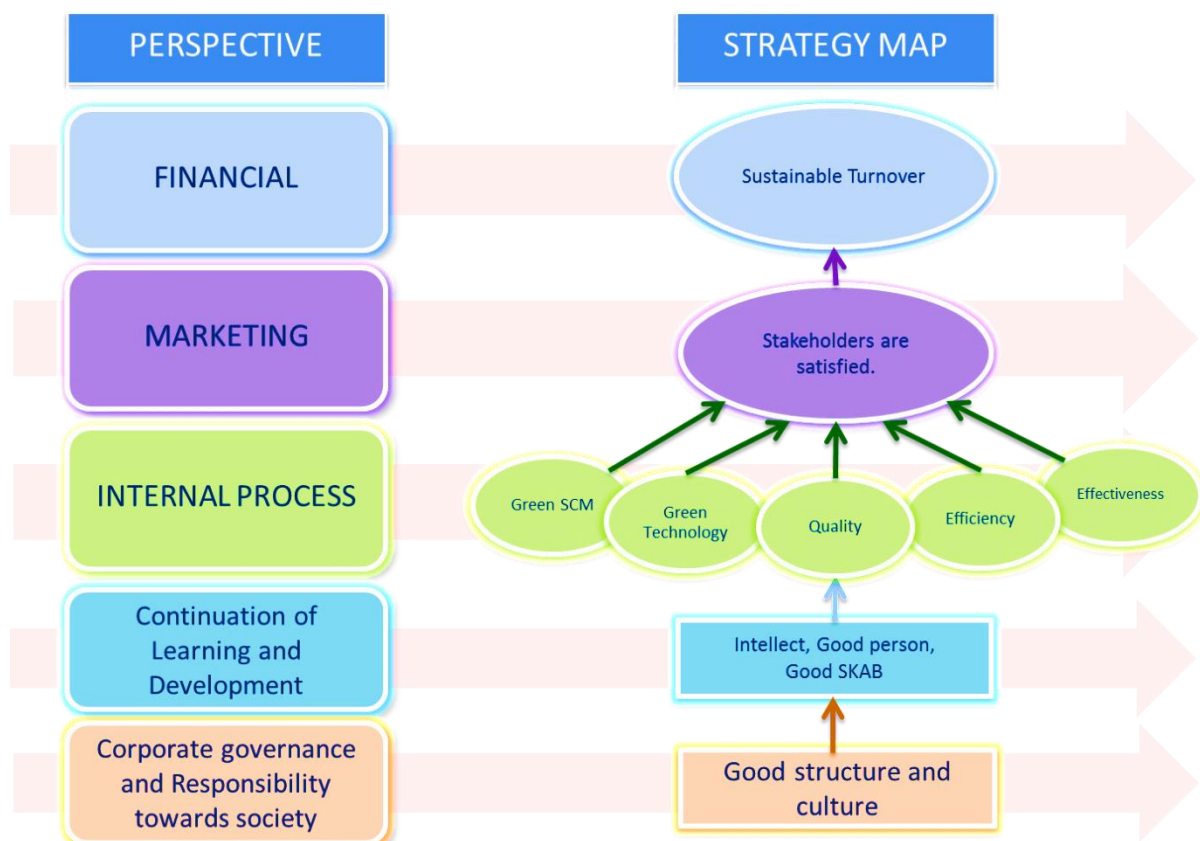 PERSPECTIVE
STRATEGY MAP
FINANCIAL
Sustainable Turnover
MARKETING
Stakeholders are
satisfied.
INTERNAL PROCESS
Green SCM
Green
Technology
Quality
Efficiency
Effectiveness
Continuation of
Learning and
Development
Intellect, Good person,
Good SKAB
Corporate governance
and Responsibility
towards society
Good structure and
culture